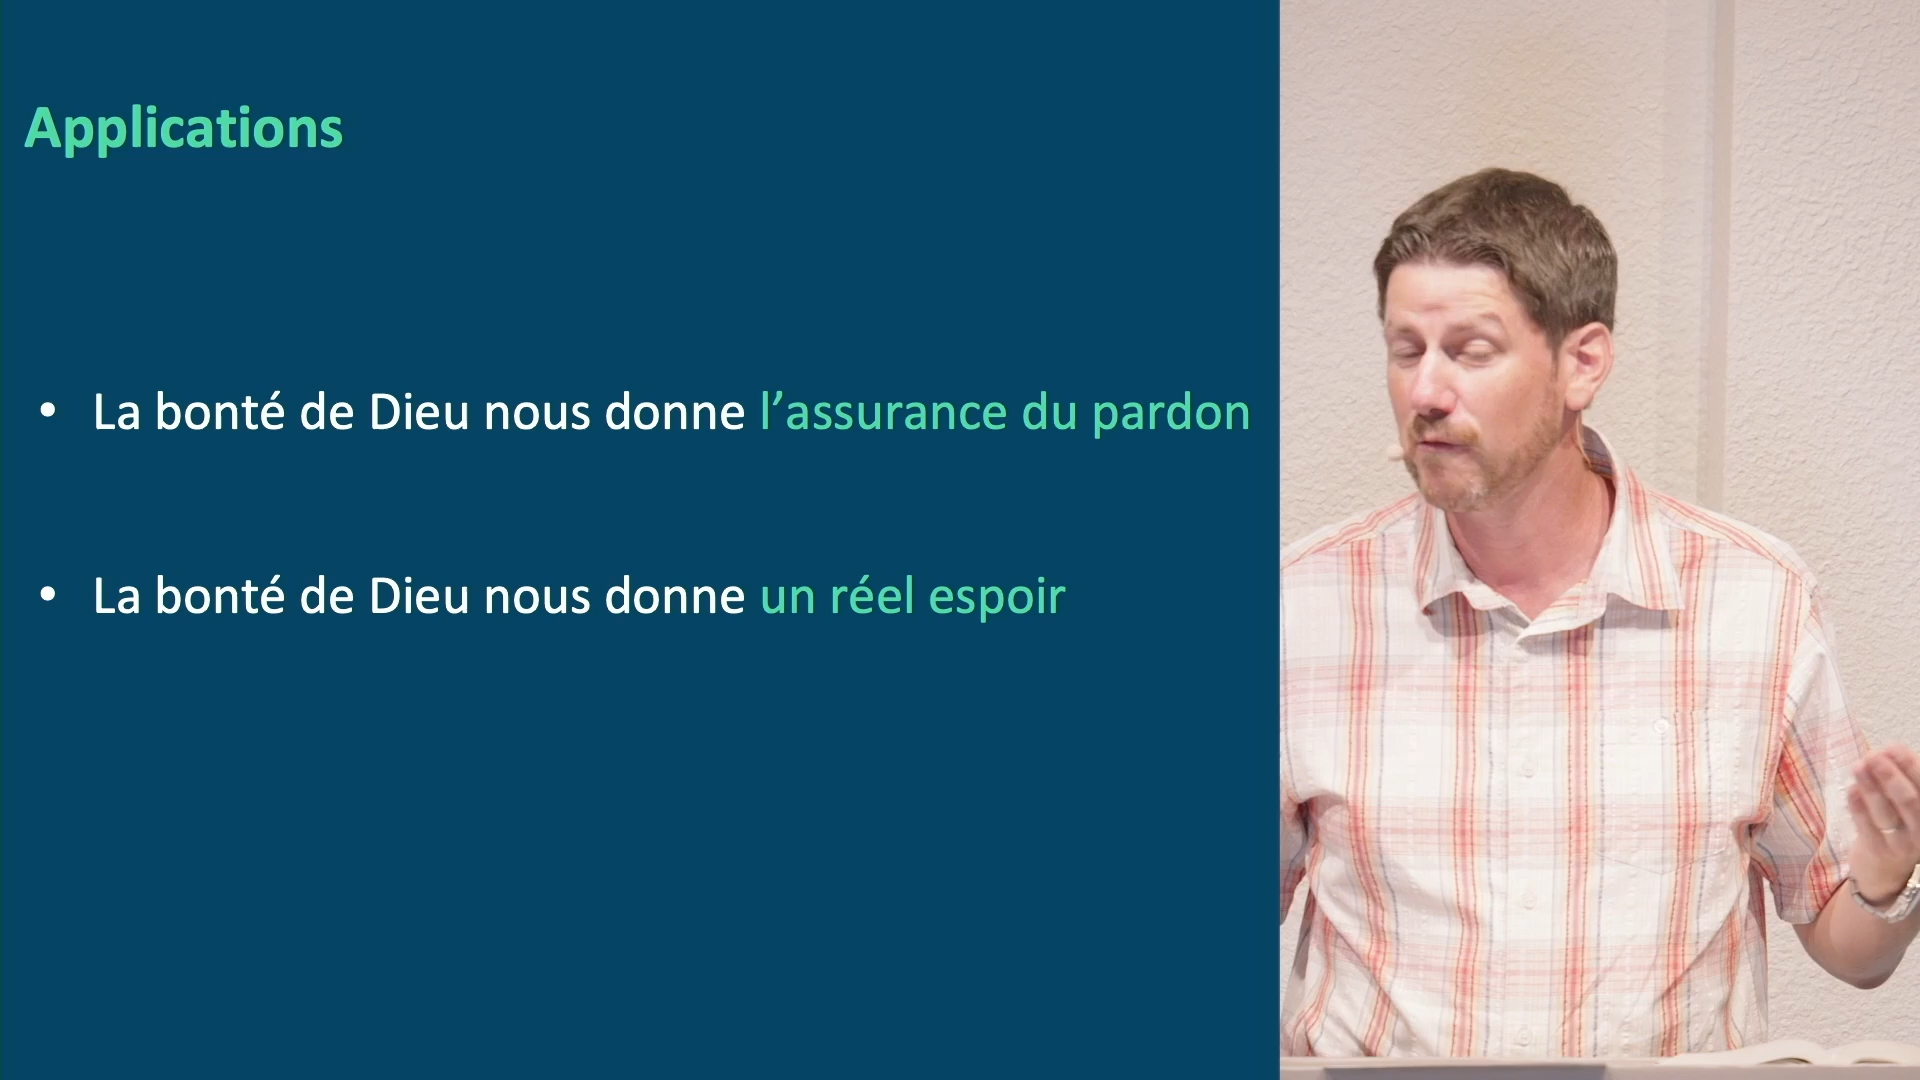 Applications
• La bonté de Dieu nous donne l’assurance du pardon
• La bonté de Dieu nous donne un réel espoir